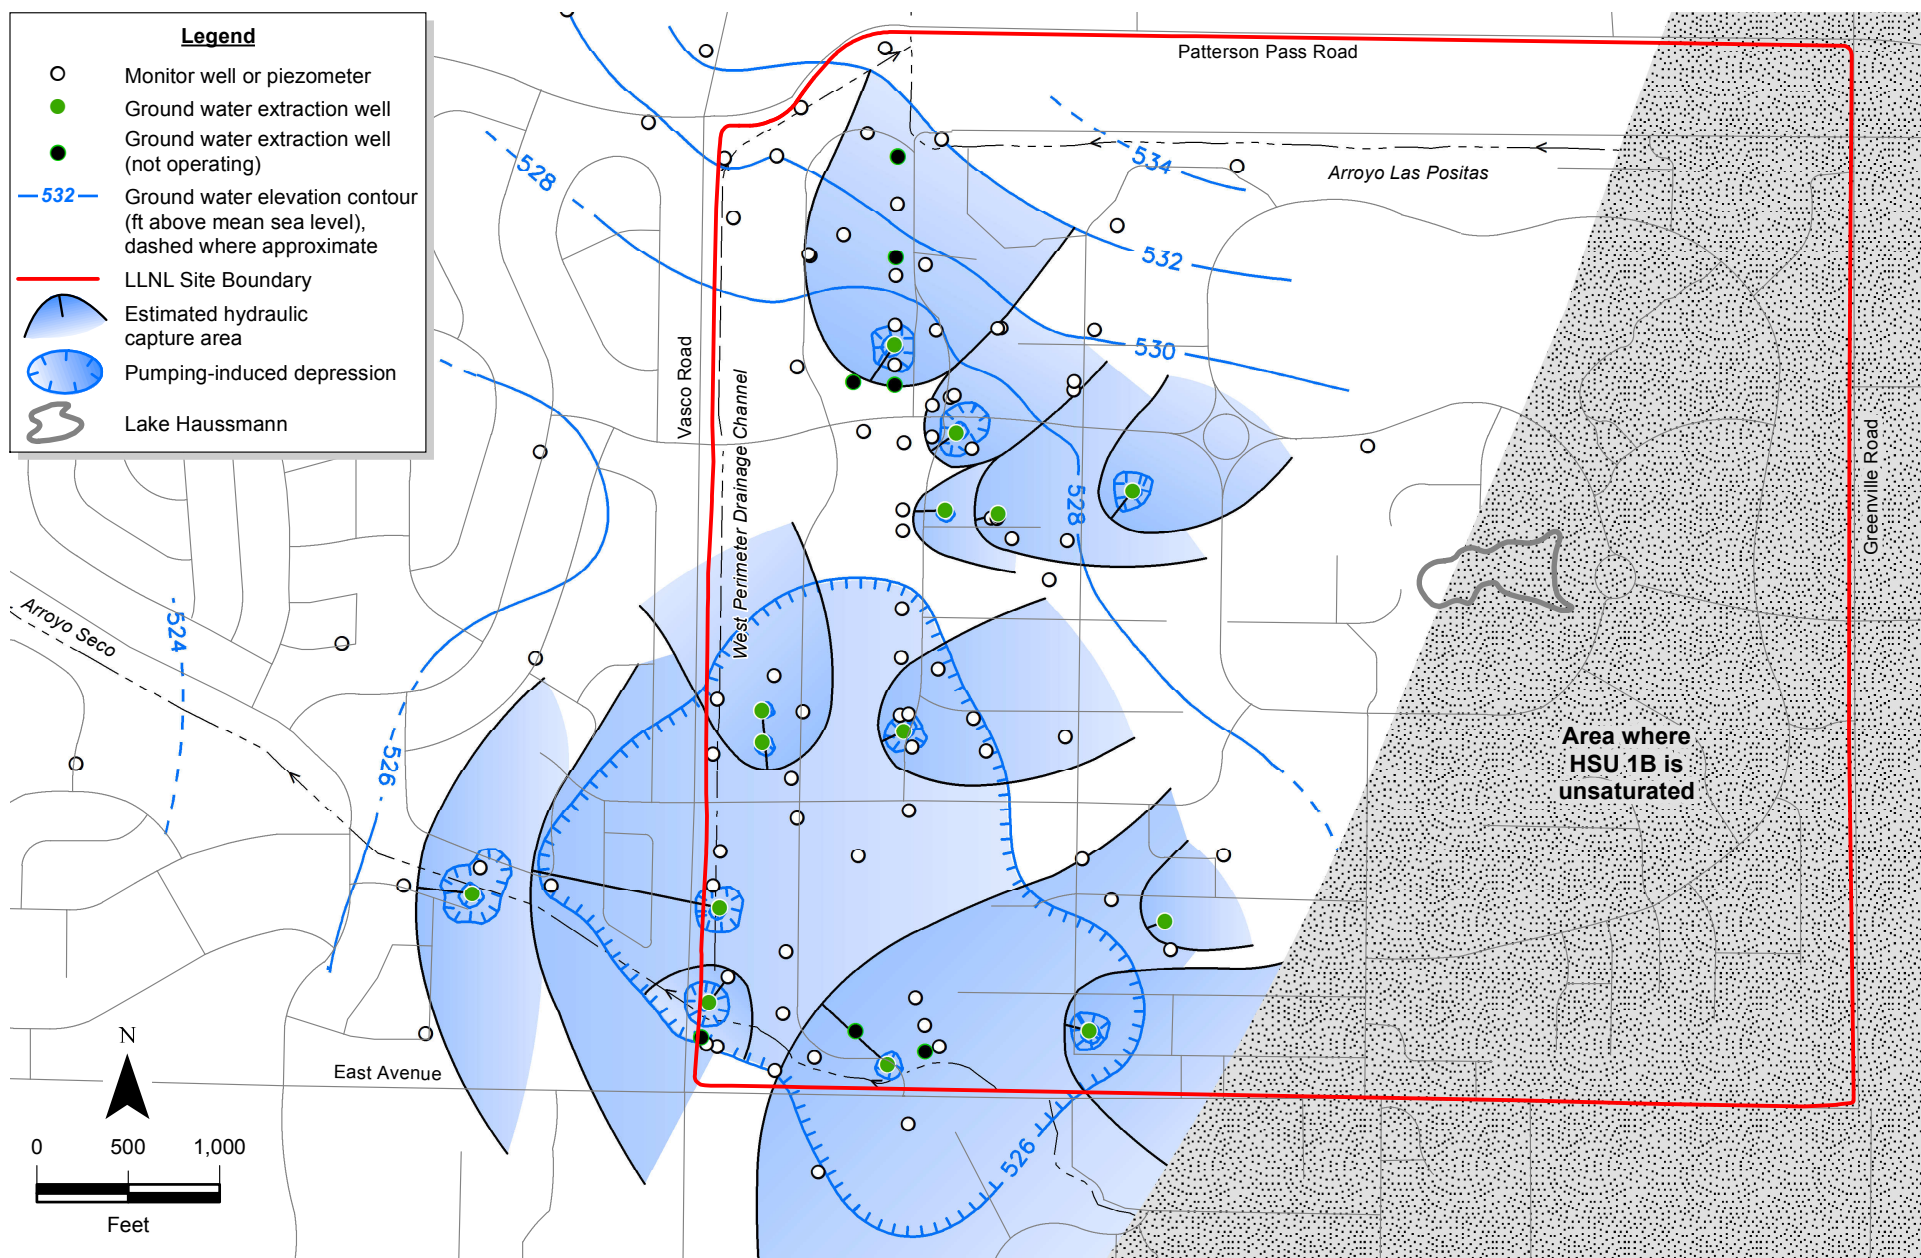 Legend
Monitor well or piezometer
Ground water extraction well
Ground water extraction well
(not operating)
532
Ground water elevation contour
(ft above mean sea level),
dashed where approximate
LLNL Site Boundary
Estimated hydraulic
capture area
Pumping-induced depression
Lake Haussmann
Patterson Pass Road
Arroyo Las Positas
534
532
530
528
528
Vasco Road
West Perimeter Drainage Channel
Greenville Road
Arroyo Seco
524
526
Area where
HSU 1B is
unsaturated
East Avenue
526
N
0 500 1,000
Feet